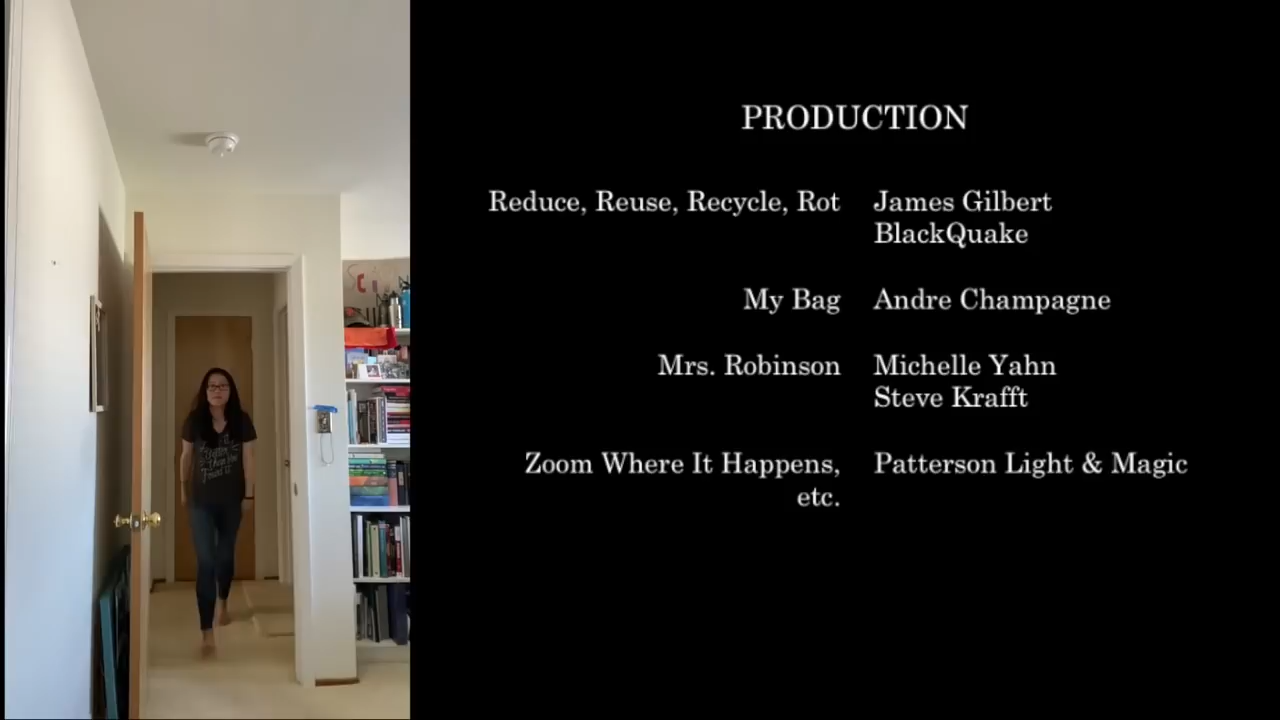 PRODUCTION
Reduce, Reuse, Recycle, Rot James Gilbert
BlackQuake
My Bag Andre Champagne
Mrs. Robinson Michelle Yahn
Steve Krafft
Zoom Where It Happens, Patterson Light & Magic
etc.
Sci